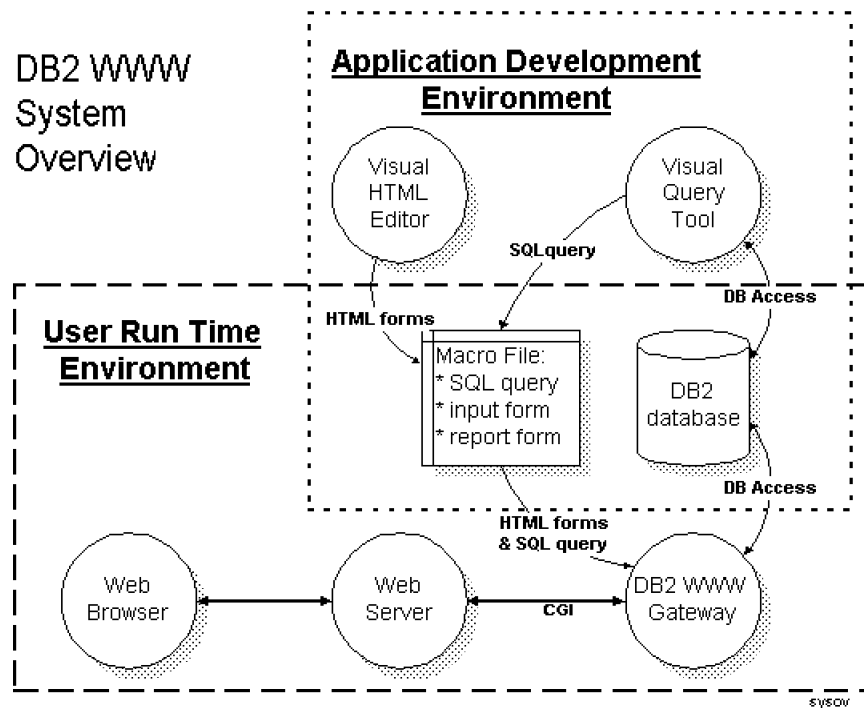 DB2 WWW
System
Overview
Application Development
Environment
Visual
HTML
Editor
Visual
Query
Tool
SQLquery
DB Access
HTML forms
User Run Time
Environment
Macro File:
* SQL query
* input form
* report form
DB2
database
DB Access
HTML forms
& SQL query
Web
Browser
Web
Server
CGI
DB2 WWW
Gateway
sysov